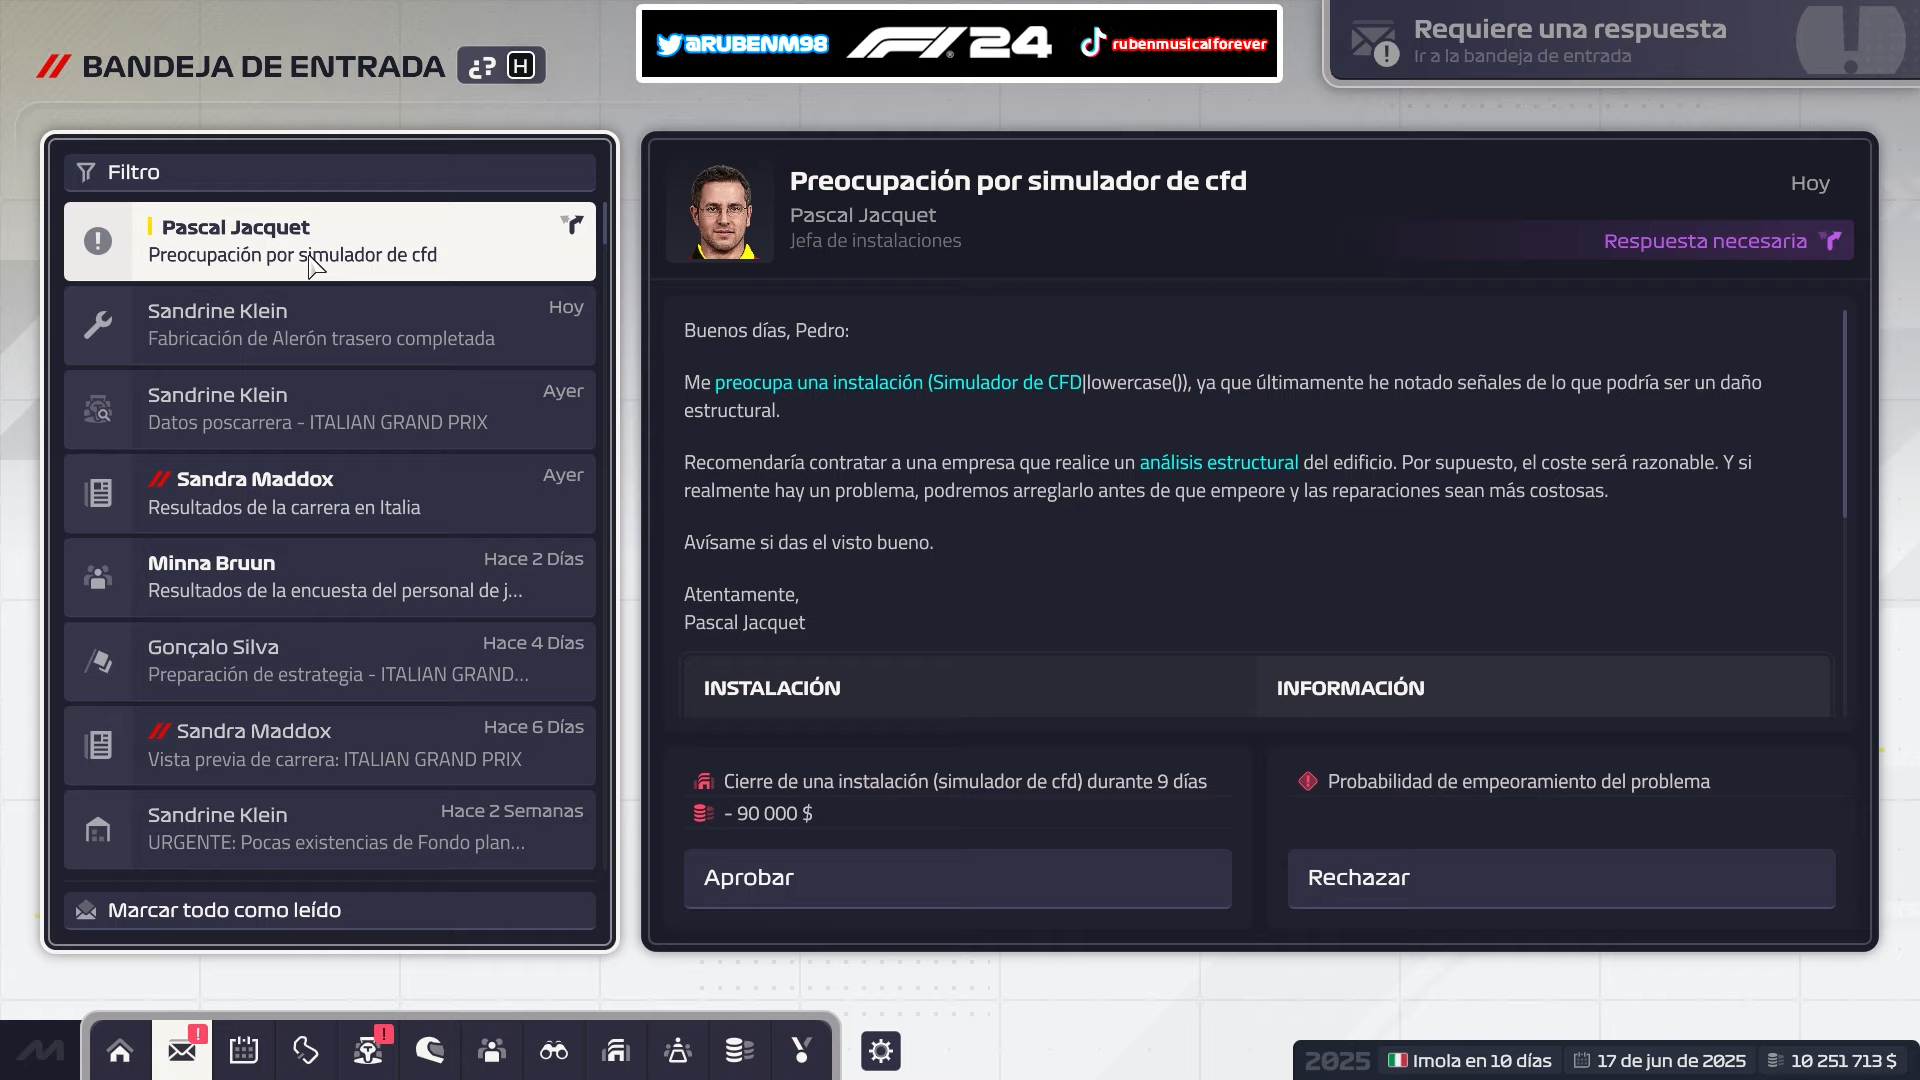 BANDEJA DE ENTRADA
¿? H
@RUBENM98
F1 24
rubenmusicalforever
Requiere una respuesta
Ir a la bandeja de entrada
Filtro
Pascal Jacquet
Preocupación por simulador de cfd
Sandrine Klein
Hoy
Fabricación de Alerón trasero completada
Sandrine Klein
Ayer
Datos poscarrera - ITALIAN GRAND PRIX
Sandra Maddox
Ayer
Resultados de la carrera en Italia
Minna Bruun
Hace 2 Días
Resultados de la encuesta del personal de j...
Gonçalo Silva
Hace 4 Días
Preparación de estrategia - ITALIAN GRAND...
Sandra Maddox
Hace 6 Días
Vista previa de carrera: ITALIAN GRAND PRIX
Sandrine Klein
Hace 2 Semanas
URGENTE: Pocas existencias de Fondo plan...
Marcar todo como leído
Preocupación por simulador de cfd
Hoy
Pascal Jacquet
Jefa de instalaciones
Respuesta necesaria
Buenos días, Pedro:
Me preocupa una instalación (Simulador de CFD|lowercase()), ya que últimamente he notado señales de lo que podría ser un daño
estructural.
Recomendaría contratar a una empresa que realice un análisis estructural del edificio. Por supuesto, el coste será razonable. Y si
realmente hay un problema, podremos arreglarlo antes de que empeore y las reparaciones sean más costosas.
Avísame si das el visto bueno.
Atentamente,
Pascal Jacquet
INSTALACIÓN
INFORMACIÓN
Cierre de una instalación (simulador de cfd) durante 9 días
- 90 000 $
Probabilidad de empeoramiento del problema
Aprobar
Rechazar
2025
Imola en 10 días
17 de jun de 2025
10 251 713 $